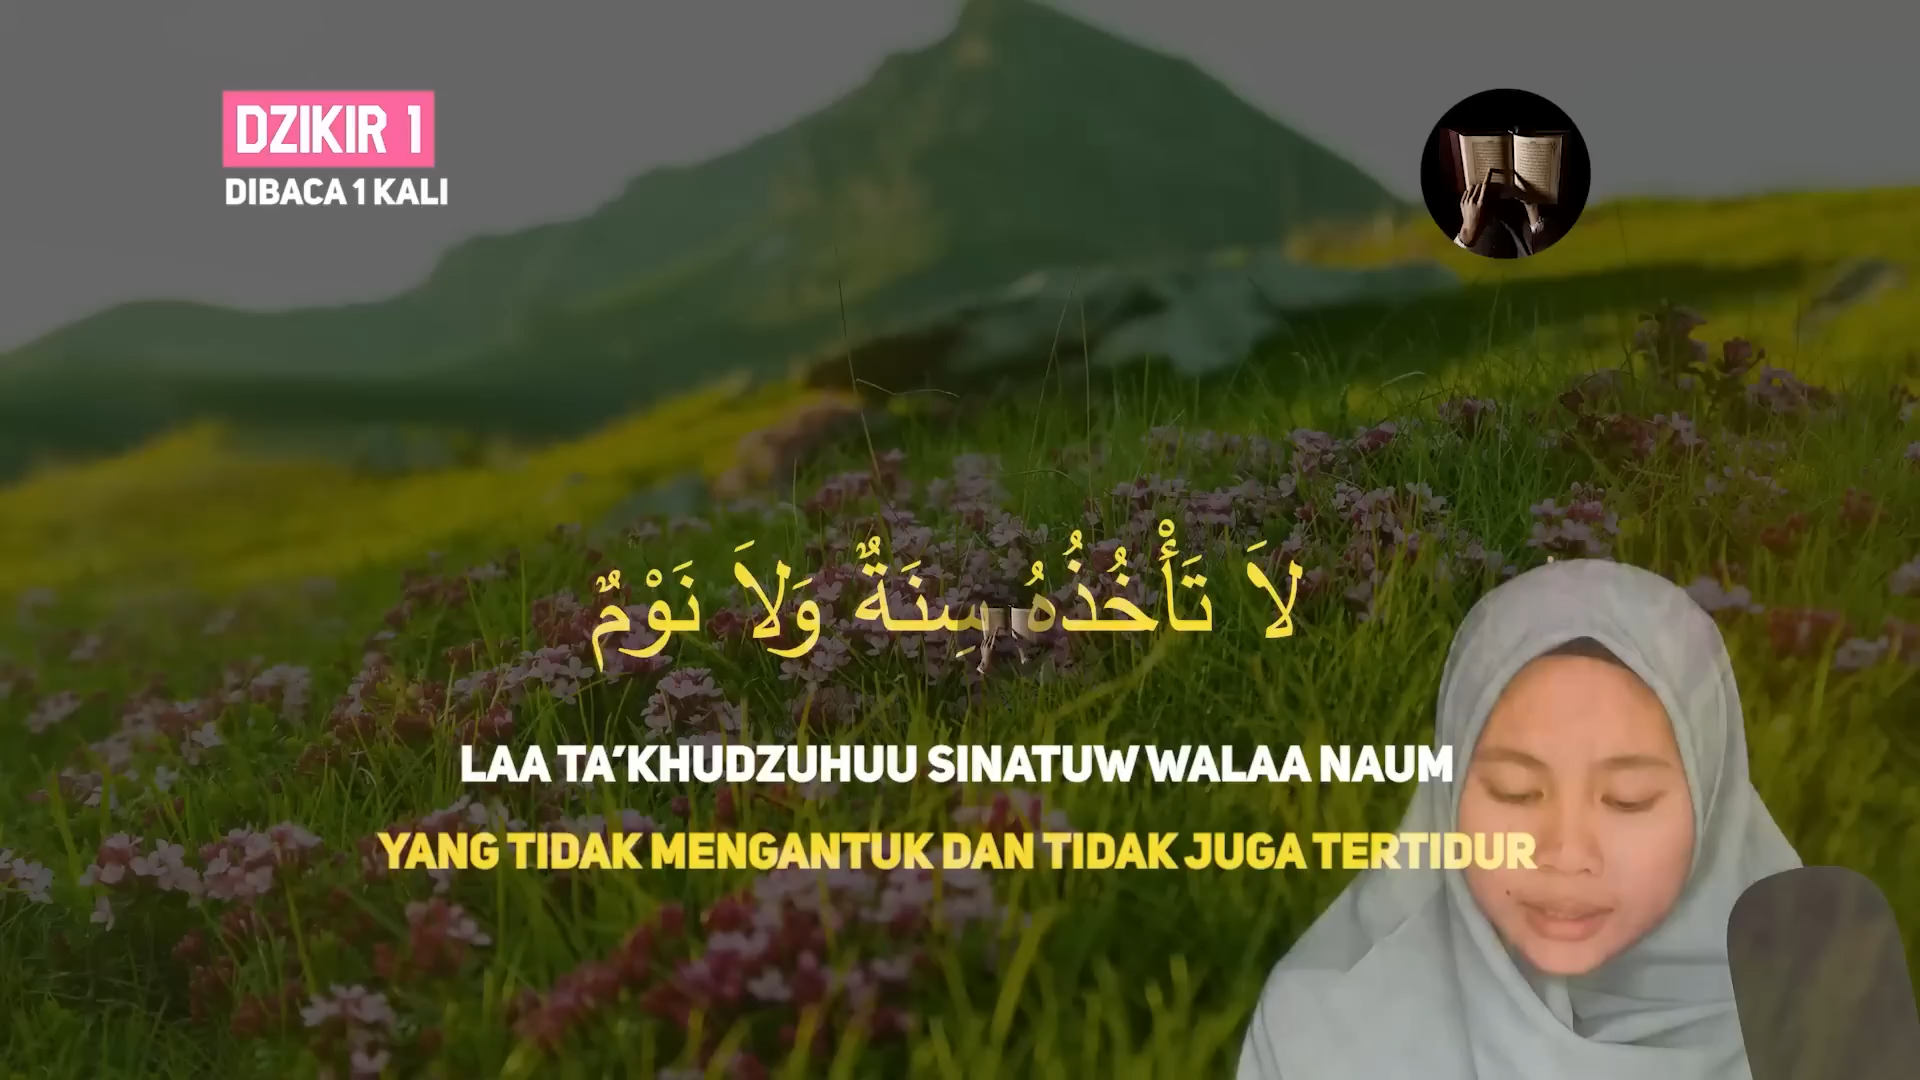 DZIKIR 1
DIBACA 1 KALI
لاَ تَأْخُذُهُ سِنَةٌ وَلاَ نَوْمٌ
LAA TA’KHUDZUHUU SINATUW WALAA NAUM
YANG TIDAK MENGANTUK DAN TIDAK JUGA TERTIDUR